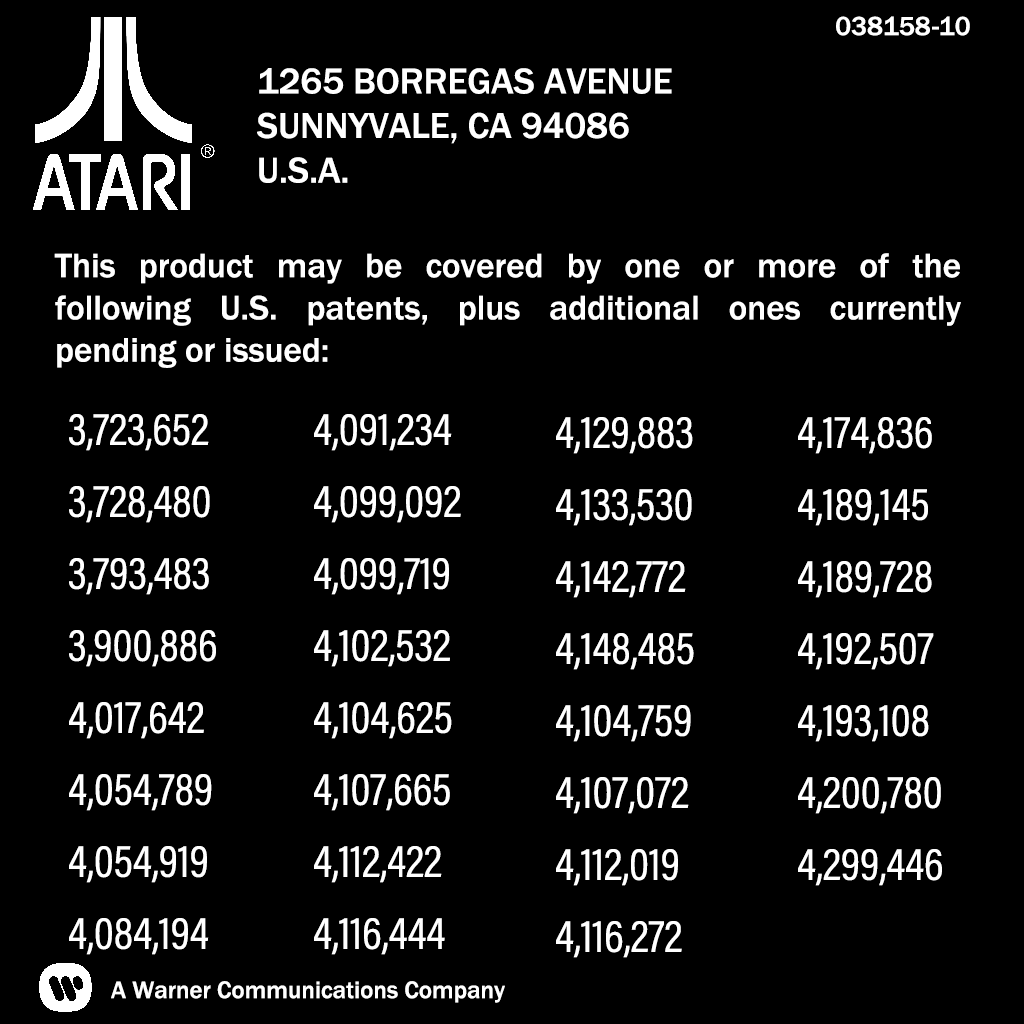 038158-10
ATARI®
1265 BORREGAS AVENUE
SUNNYVALE, CA 94086
U.S.A.
This product may be covered by one or more of the
following U.S. patents, plus additional ones currently
pending or issued:
3,723,652 4,091,234 4,129,883 4,174,836
3,728,480 4,099,092 4,133,530 4,189,145
3,793,483 4,099,719 4,142,772 4,189,728
3,900,886 4,102,532 4,148,485 4,192,507
4,017,642 4,104,625 4,104,759 4,193,108
4,054,789 4,107,665 4,107,072 4,200,780
4,054,919 4,112,422 4,112,019 4,299,446
4,084,194 4,116,444 4,116,272
A Warner Communications Company